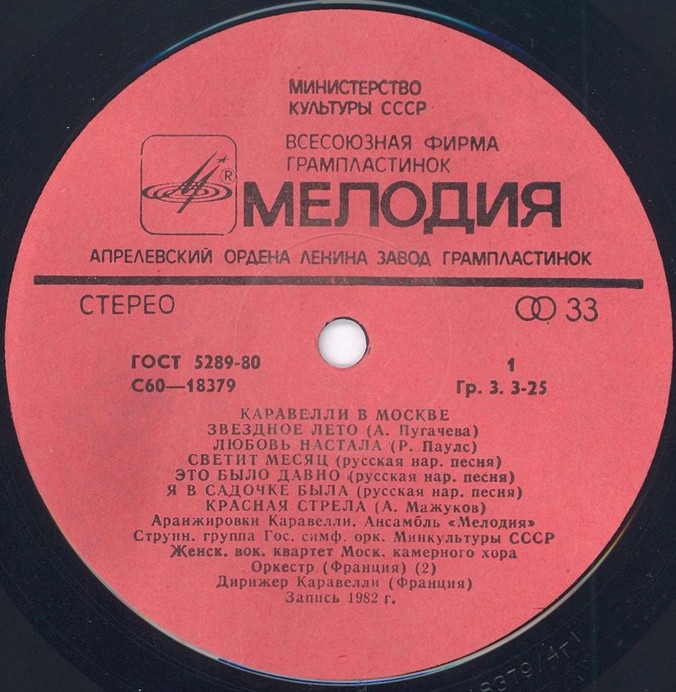 МИНИСТЕРСТВО
КУЛЬТУРЫ СССР
ВСЕСОЮЗНАЯ ФИРМА
ГРАМПЛАСТИНОК
®
МЕЛОДИЯ
АПРЕЛЕВСКИЙ ОРДЕНА ЛЕНИНА ЗАВОД ГРАМПЛАСТИНОК
СТЕРЕО
33
ГОСТ 5289-80
1
С60—18379
Гр. 3. 3-25
КАРАВЕЛЛИ В МОСКВЕ
ЗВЕЗДНОЕ ЛЕТО (А. Пугачева)
ЛЮБОВЬ НАСТАЛА (Р. Паулс)
СВЕТИТ МЕСЯЦ (русская нар. песня)
ЭТО БЫЛО ДАВНО (русская нар. песня)
Я В САДОЧКЕ БЫЛА (русская нар. песня)
КРАСНАЯ СТРЕЛА (А. Мажуков)
Аранжировки Каравелли. Ансамбль «Мелодия»
Струнн. группа Гос. симф. орк. Минкультуры СССР
Женск. вок. квартет Моск. камерного хора
Оркестр (Франция) (2)
Дирижер Каравелли (Франция)
Запись 1982 г.